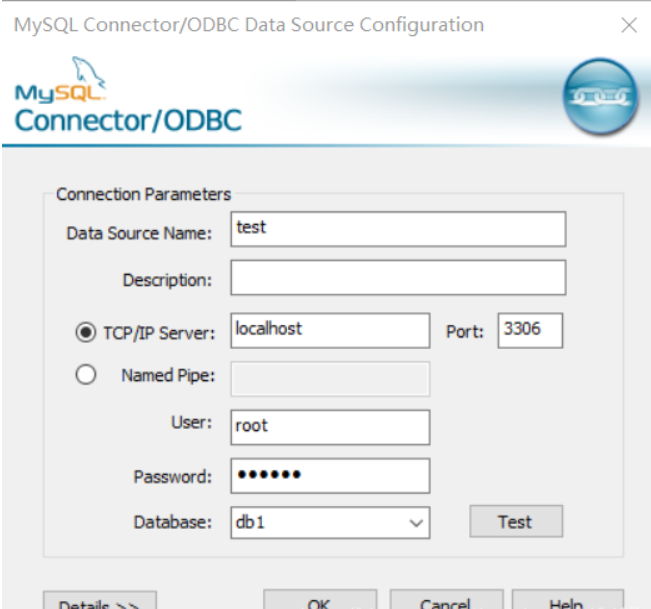 MySQL Connector/ODBC Data Source Configuration
MySQL
Connector/ODBC
Connection Parameters
Data Source Name: test
Description:
TCP/IP Server: localhost Port: 3306
Named Pipe:
User: root
Password: ••••••
Database: db1 Test
Details >> OK Cancel Help